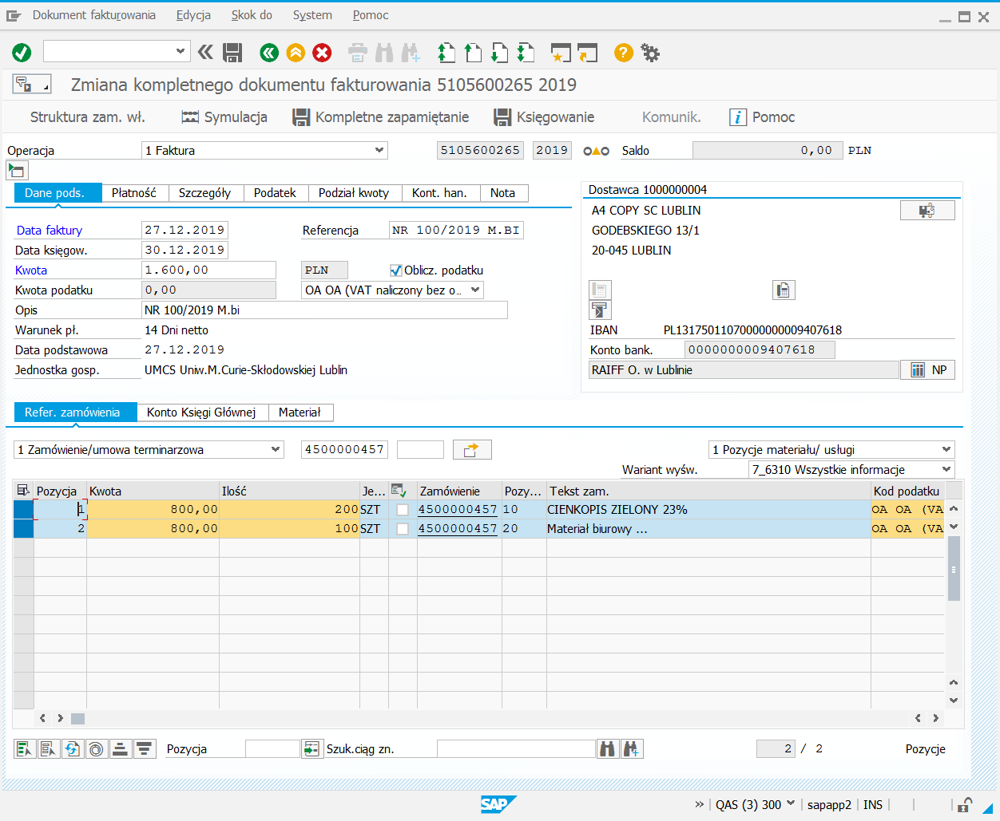 Dokument fakturowania Edycja Skok do System Pomoc
Zmiana kompletnego dokumentu fakturowania 5105600265 2019
Struktura zam. wł. Symulacja Kompletne zapamiętanie Księgowanie Komunik. Pomoc
Operacja 1 Faktura 5105600265 2019 Saldo 0,00 PLN
Dane pods. Płatność Szczegóły Podatek Podział kwoty Kont. han. Nota
Data faktury 27.12.2019 Referencja NR 100/2019 M.BI
Data księgow. 30.12.2019
Kwota 1.600,00 PLN Oblicz. podatku
Kwota podatku 0,00 OA OA (VAT naliczony bez o...
Opis NR 100/2019 M.bi
Warunek pł. 14 Dni netto
Data podstawowa 27.12.2019
Jednostka gosp. UMCS Uniw.M.Curie-Skłodowskiej Lublin
Dostawca 1000000004
A4 COPY SC LUBLIN
GODEBSKIEGO 13/1
20-045 LUBLIN
IBAN PL13175011070000000009407618
Konto bank. 0000000009407618
RAIFF O. w Lublinie NP
Refer. zamówienia Konto Księgi Głównej Materiał
1 Zamówienie/umowa terminarzowa 4500000457 1 Pozycje materiału/ usługi
Wariant wyśw. 7_6310 Wszystkie informacje
Pozycja Kwota Ilość Je... Zamówienie Pozy... Tekst zam. Kod podatku
1 800,00 200 SZT 4500000457 10 CIENKOPIS ZIELONY 23% OA OA (VA
2 800,00 100 SZT 4500000457 20 Materiał biurowy ... OA OA (VA
Pozycja Szuk.ciąg zn. 2 / 2 Pozycje
SAP QAS (3) 300 sapapp2 INS